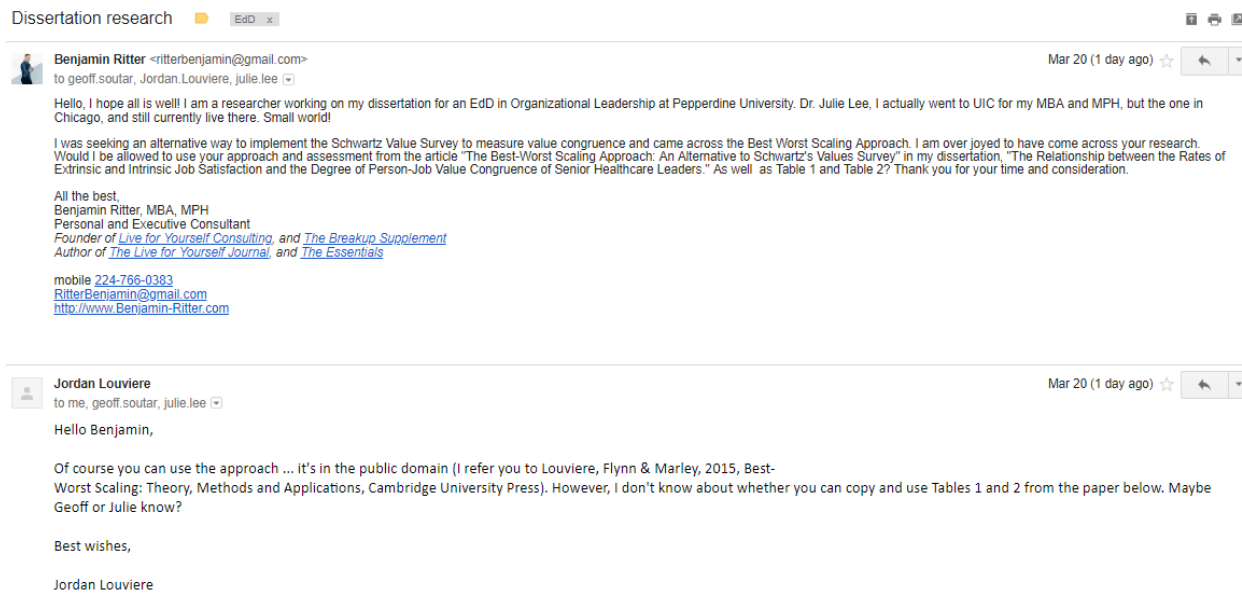 Dissertation research
EdD x
Benjamin Ritter <ritterbenjamin@gmail.com>
Mar 20 (1 day ago)
to geoff.soutar, Jordan.Louviere, julie.lee
Hello, I hope all is well! I am a researcher working on my dissertation for an EdD in Organizational Leadership at Pepperdine University. Dr. Julie Lee, I actually went to UIC for my MBA and MPH, but the one in
Chicago, and still currently live there. Small world!
I was seeking an alternative way to implement the Schwartz Value Survey to measure value congruence and came across the Best Worst Scaling Approach. I am over joyed to have come across your research.
Would I be allowed to use your approach and assessment from the article "The Best-Worst Scaling Approach: An Alternative to Schwartz's Values Survey" in my dissertation, "The Relationship between the Rates of
Extrinsic and Intrinsic Job Satisfaction and the Degree of Person-Job Value Congruence of Senior Healthcare Leaders." As well as Table 1 and Table 2? Thank you for your time and consideration.
All the best,
Benjamin Ritter, MBA, MPH
Personal and Executive Consultant
Founder of Live for Yourself Consulting, and The Breakup Supplement
Author of The Live for Yourself Journal, and The Essentials
mobile 224-766-0383
RitterBenjamin@gmail.com
http://www.Benjamin-Ritter.com
Jordan Louviere
Mar 20 (1 day ago)
to me, geoff.soutar, julie.lee
Hello Benjamin,
Of course you can use the approach ... it's in the public domain (I refer you to Louviere, Flynn & Marley, 2015, Best-
Worst Scaling: Theory, Methods and Applications, Cambridge University Press). However, I don't know about whether you can copy and use Tables 1 and 2 from the paper below. Maybe
Geoff or Julie know?
Best wishes,
Jordan Louviere